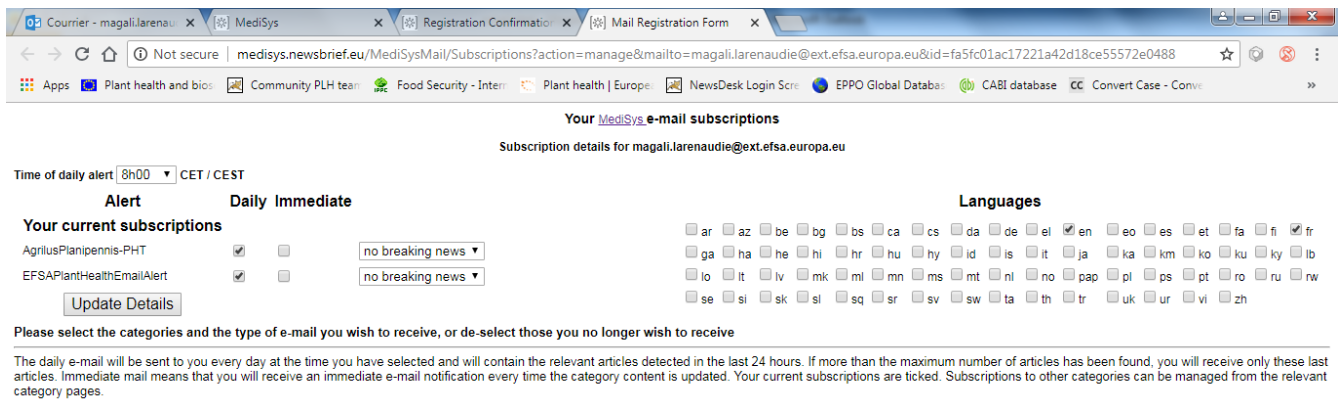 Courrier - magali.larenau
MediSys
Registration Confirmation
Mail Registration Form
Not secure | medisys.newsbrief.eu/MediSysMail/Subscriptions?action=manage&mailto=magali.larenaudie@ext.efsa.europa.eu&id=fa5fc01ac17221a42d18ce55572e0488
Apps Plant health and bios Community PLH team Food Security - Intern Plant health | Europe NewsDesk Login Scre EPPO Global Databas CABI database CC Convert Case - Conve »
Your MediSys e-mail subscriptions
Subscription details for magali.larenaudie@ext.efsa.europa.eu
Time of daily alert 8h00 CET / CEST
Alert Daily Immediate Languages
Your current subscriptions
AgrilusPlanipennis-PHT no breaking news
EFSAPlantHealthEmailAlert no breaking news
Update Details
ar az be bg bs ca cs da de el en eo es et fa fi fr
ga ha he hi hr hu hy id is it ja ka km ko ku ky lb
lo lt lv mk ml mn ms mt nl no pap pl ps pt ro ru rw
se si sk sl sq sr sv sw ta th tr uk ur vi zh
Please select the categories and the type of e-mail you wish to receive, or de-select those you no longer wish to receive
The daily e-mail will be sent to you every day at the time you have selected and will contain the relevant articles detected in the last 24 hours. If more than the maximum number of articles has been found, you will receive only these last
articles. Immediate mail means that you will receive an immediate e-mail notification every time the category content is updated. Your current subscriptions are ticked. Subscriptions to other categories can be managed from the relevant
category pages.